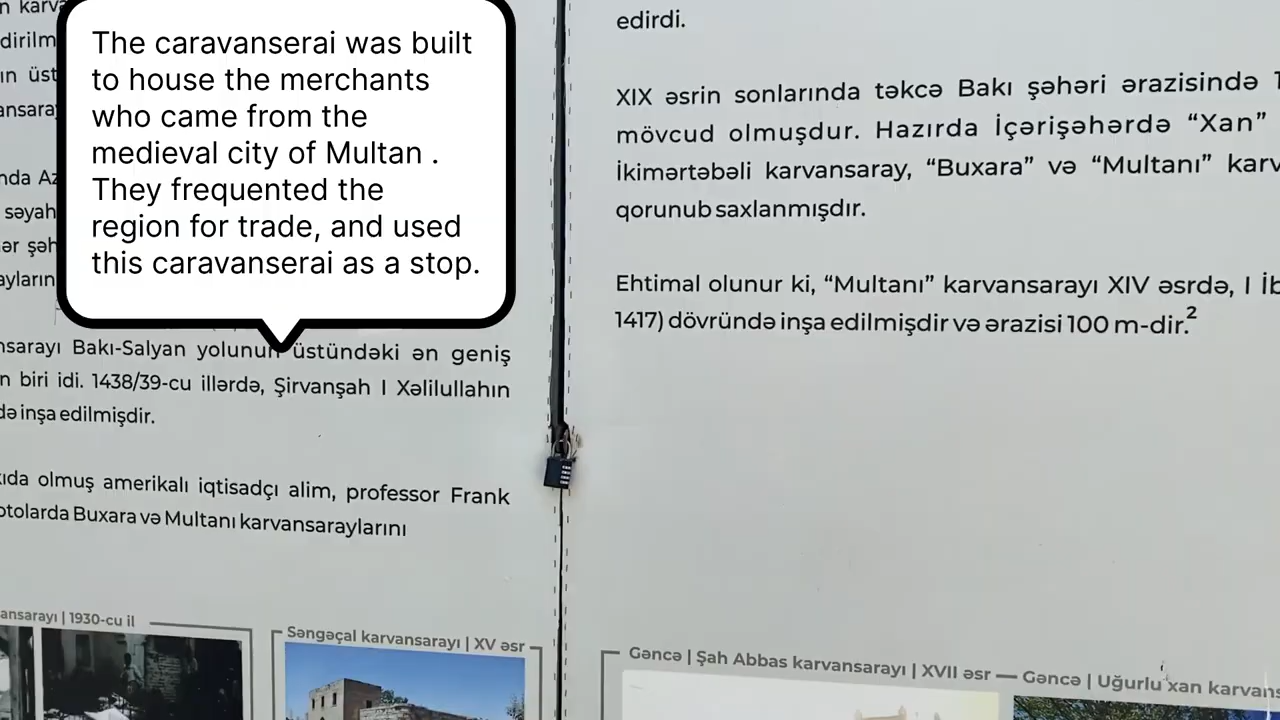 The caravanserai was built
to house the merchants
who came from the
medieval city of Multan .
They frequented the
region for trade, and used
this caravanserai as a stop.
yolunun üstündəki ən geniş
Bakı-Salyan
biri idi. 1438/39-cu illərdə, Şirvanşah I Xəlilullahın
inşa edilmişdir.
olmuş amerikalı iqtisadçı alim, professor Frank
Buxara və Multanı karvansaraylarını
1930-cu il
Səngəçal karvansarayı | XV əsr
edirdi.
XIX əsrin sonlarında təkcə Bakı şəhəri ərazisində
mövcud olmuşdur. Hazırda İçərişəhərdə “Xan”
İkimərtəbəli karvansaray, “Buxara” və “Multanı”
qorunub saxlanmışdır.
Ehtimal olunur ki, “Multanı” karvansarayı XIV əsrdə, I
1417) dövründə inşa edilmişdir və ərazisi 100 m-dir.²
Gəncə | Şah Abbas karvansarayı | XVII əsr
Gəncə | Uğurlu xan